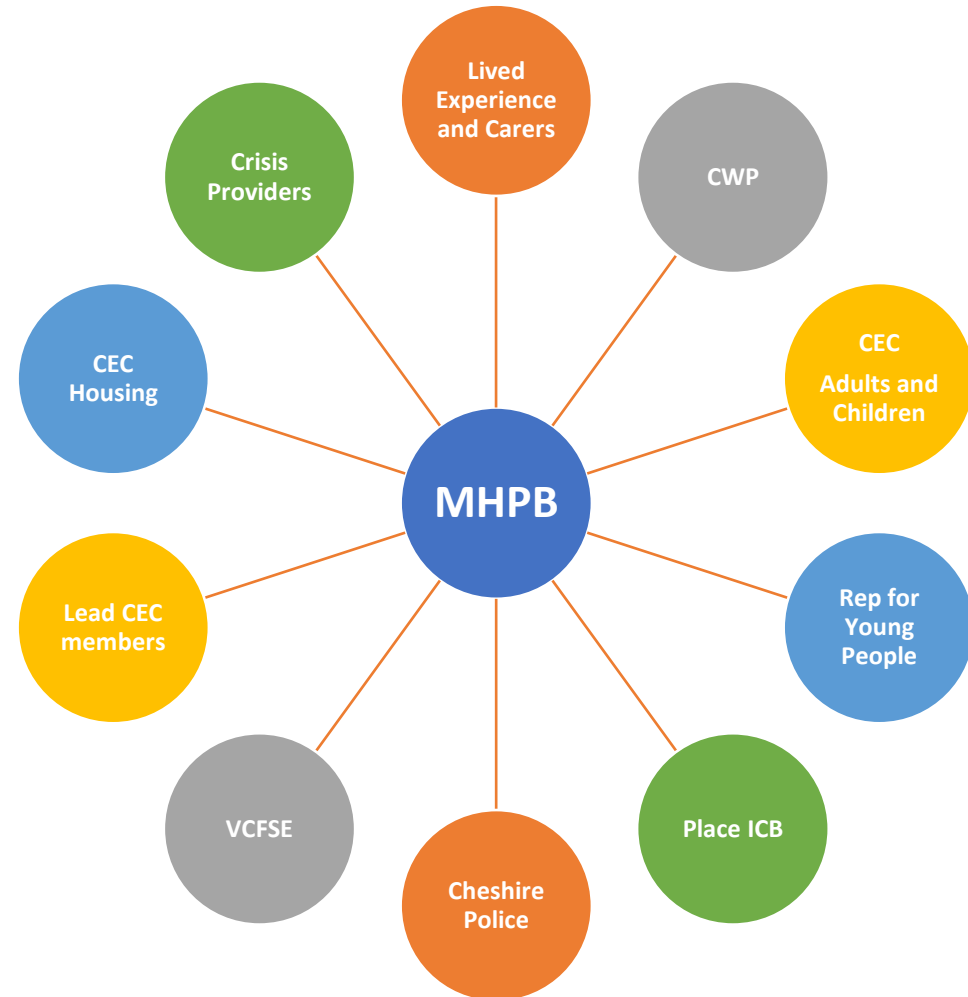 Lived
Experience
and Carers
CWP
CEC
Adults and
Children
Rep for
Young
People
Place ICB
Cheshire
Police
VCFSE
Lead CEC
members
CEC
Housing
Crisis
Providers
MHPB